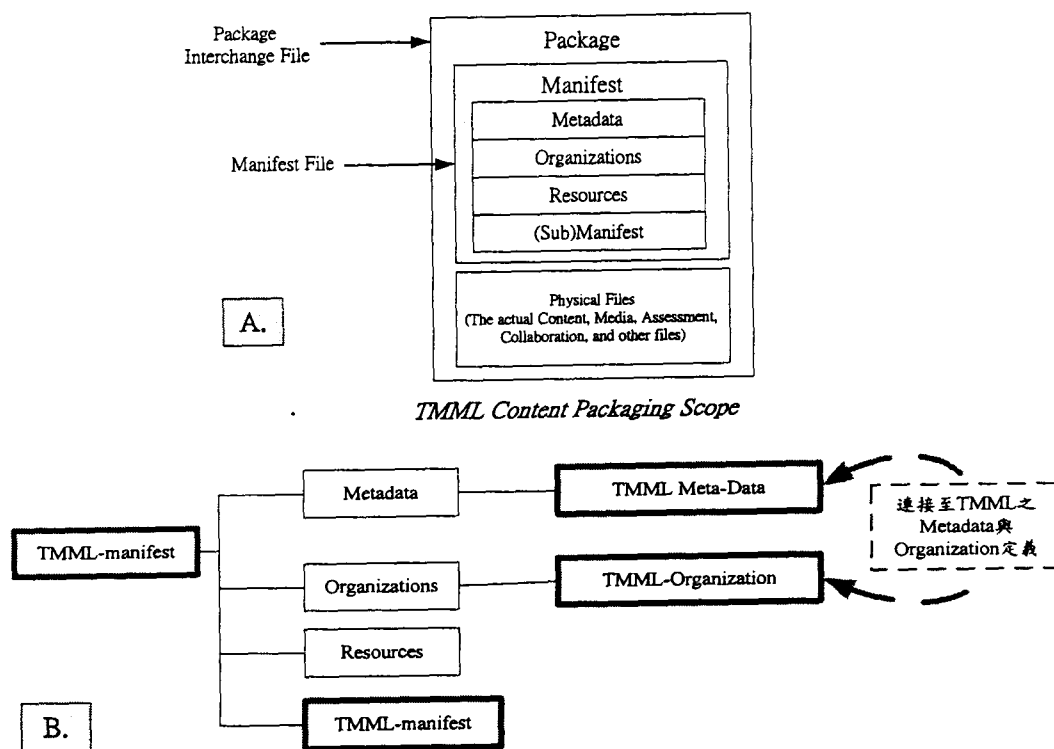 Package
Interchange File
Package
Manifest
Metadata
Manifest File
Organizations
Resources
(Sub)Manifest
Physical Files
(The actual Content, Media, Assessment,
Collaboration, and other files)
A.
TMML Content Packaging Scope
Metadata
TMML Meta-Data
連接至TMML之
Metadata與
Organization定義
TMML-manifest
Organizations
TMML-Organization
Resources
TMML-manifest
B.